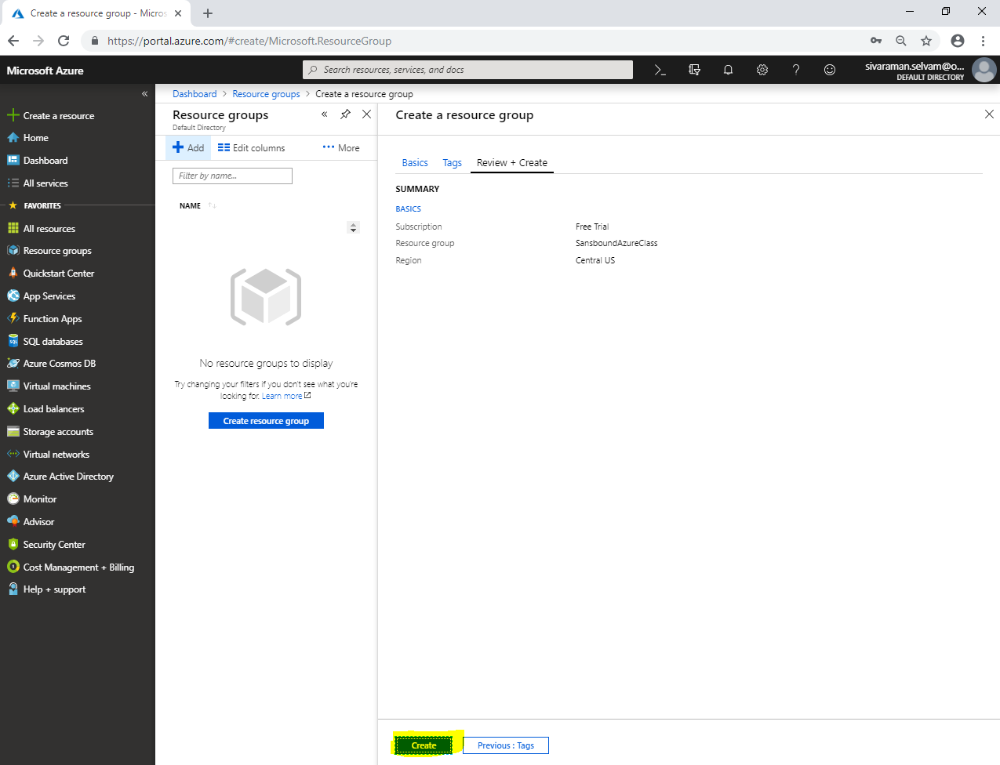 Create a resource group - Micros
https://portal.azure.com/#create/Microsoft.ResourceGroup
Microsoft Azure
Search resources, services, and docs
sivaraman.selvam@o...
DEFAULT DIRECTORY
Create a resource
Home
Dashboard
All services
FAVORITES
All resources
Resource groups
Quickstart Center
App Services
Function Apps
SQL databases
Azure Cosmos DB
Virtual machines
Load balancers
Storage accounts
Virtual networks
Azure Active Directory
Monitor
Advisor
Security Center
Cost Management + Billing
Help + support
Dashboard > Resource groups > Create a resource group
Resource groups
Default Directory
Add Edit columns More
Filter by name...
NAME
No resource groups to display
Try changing your filters if you don't see what you're
looking for. Learn more
Create resource group
Create a resource group
Basics Tags Review + Create
SUMMARY
BASICS
Subscription Free Trial
Resource group SansboundAzureClass
Region Central US
Create Previous : Tags